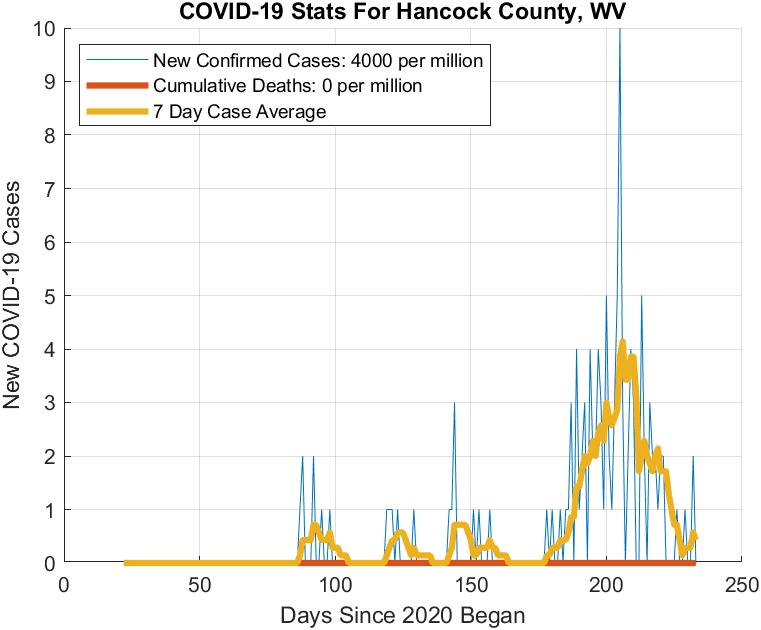 COVID-19 Stats For Hancock County, WV
New Confirmed Cases: 4000 per million
Cumulative Deaths: 0 per million
7 Day Case Average
New COVID-19 Cases
10
9
8
7
6
5
4
3
2
1
0
0 50 100 150 200 250
Days Since 2020 Began